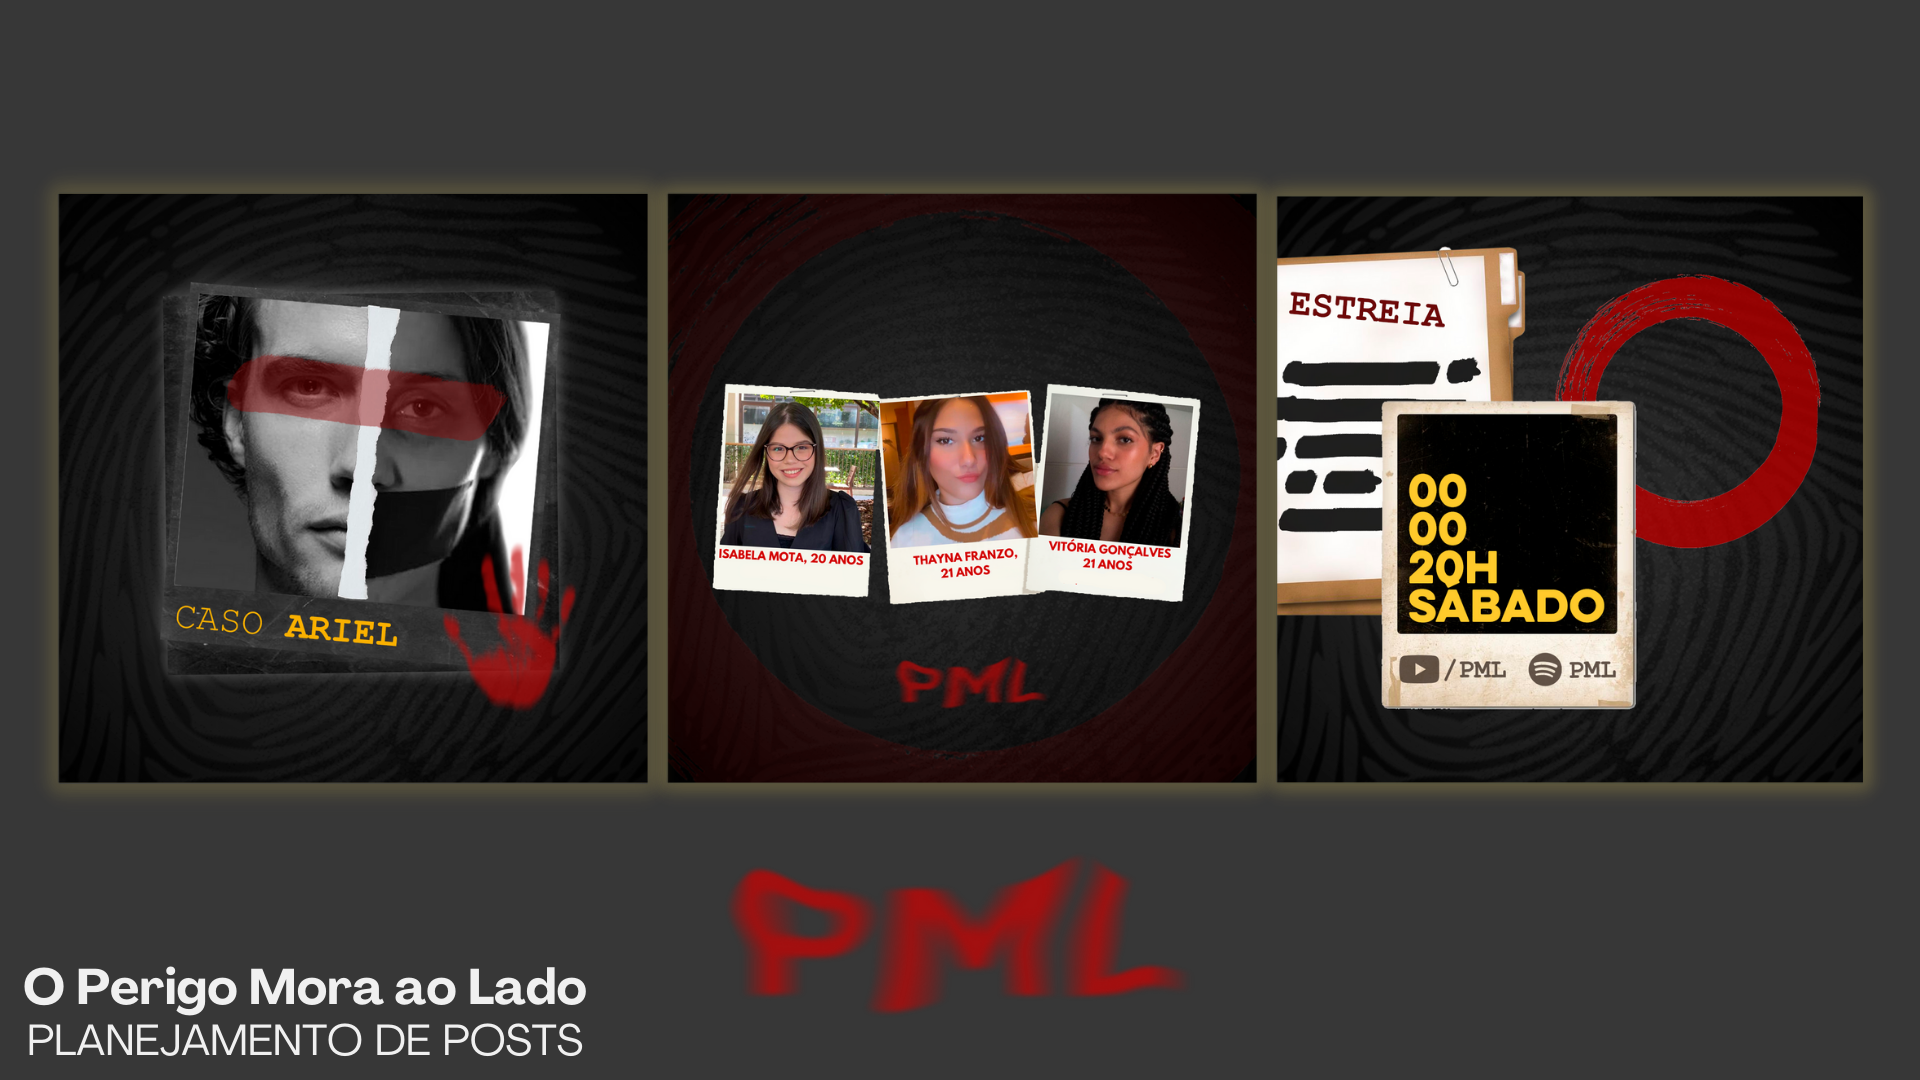 CASO ARIEL
ISABELA MOTA, 20 ANOS
THAYNA FRANZO,
21 ANOS
VITÓRIA GONÇALVES
21 ANOS
PML
ESTREIA
00
00
20H
SÁBADO
/PML
PML
PML
O Perigo Mora ao Lado
PLANEJAMENTO DE POSTS